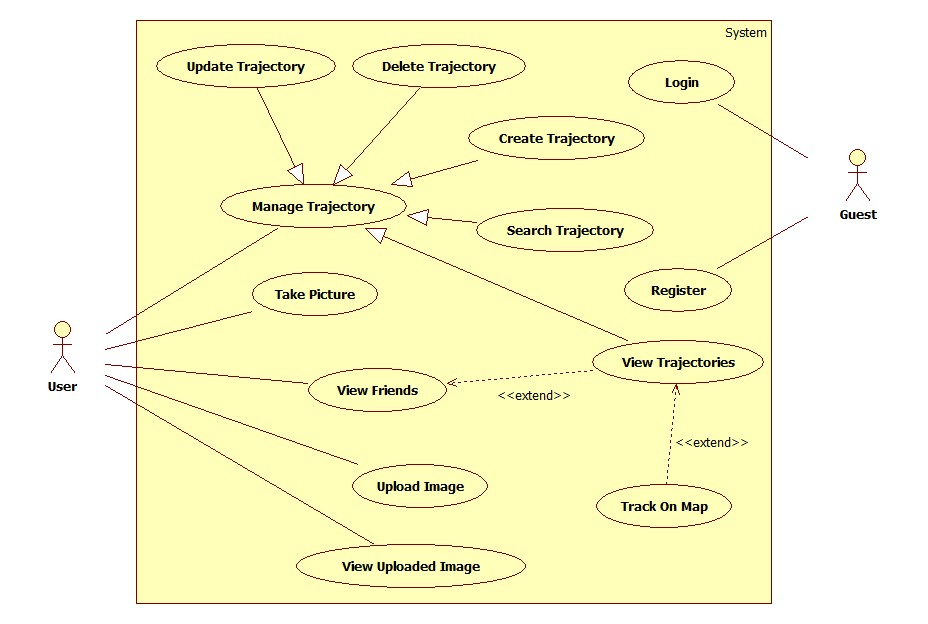 System
Update Trajectory
Delete Trajectory
Login
Create Trajectory
Manage Trajectory
Guest
Search Trajectory
Take Picture
Register
User
View Trajectories
View Friends
<<extend>>
<<extend>>
Upload Image
Track On Map
View Uploaded Image